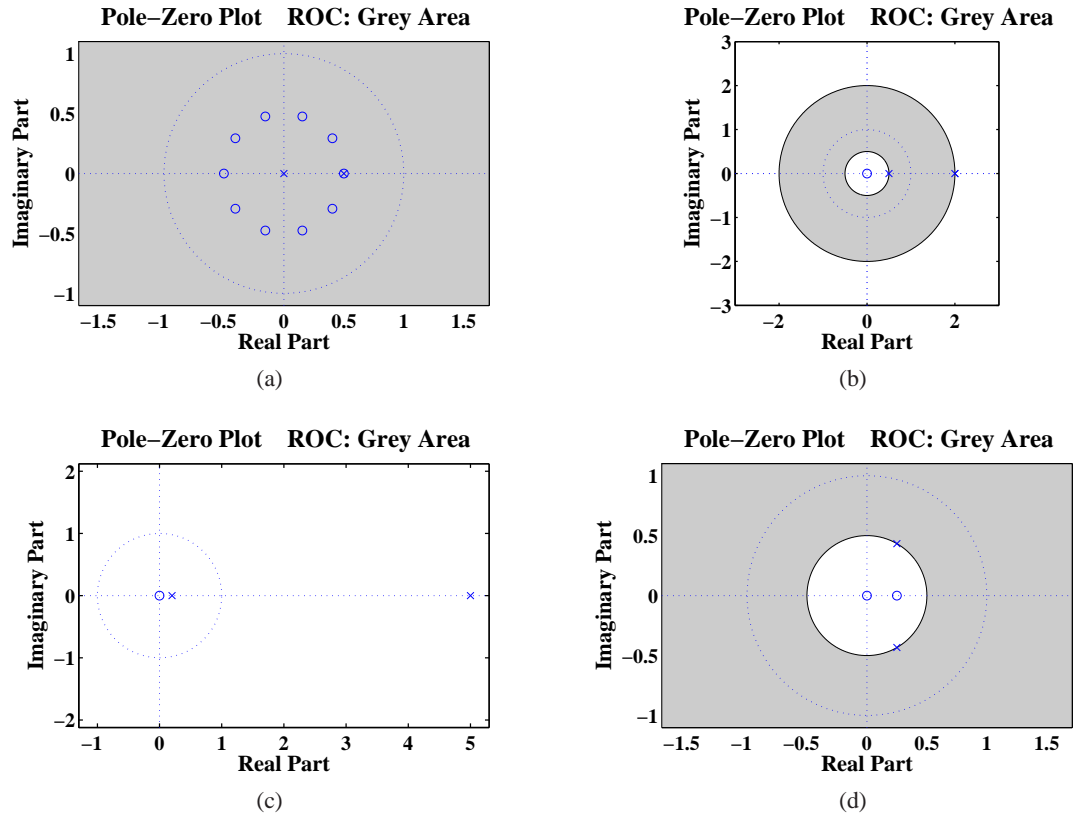 Pole−Zero Plot ROC: Grey Area
1
0.5
0
−0.5
−1
Imaginary Part
−1.5 −1 −0.5 0 0.5 1 1.5
Real Part
(a)
Pole−Zero Plot ROC: Grey Area
3
2
1
0
−1
−2
−3
Imaginary Part
−2 0 2
Real Part
(b)
Pole−Zero Plot ROC: Grey Area
2
1
0
−1
−2
Imaginary Part
−1 0 1 2 3 4 5
Real Part
(c)
Pole−Zero Plot ROC: Grey Area
1
0.5
0
−0.5
−1
Imaginary Part
−1.5 −1 −0.5 0 0.5 1 1.5
Real Part
(d)